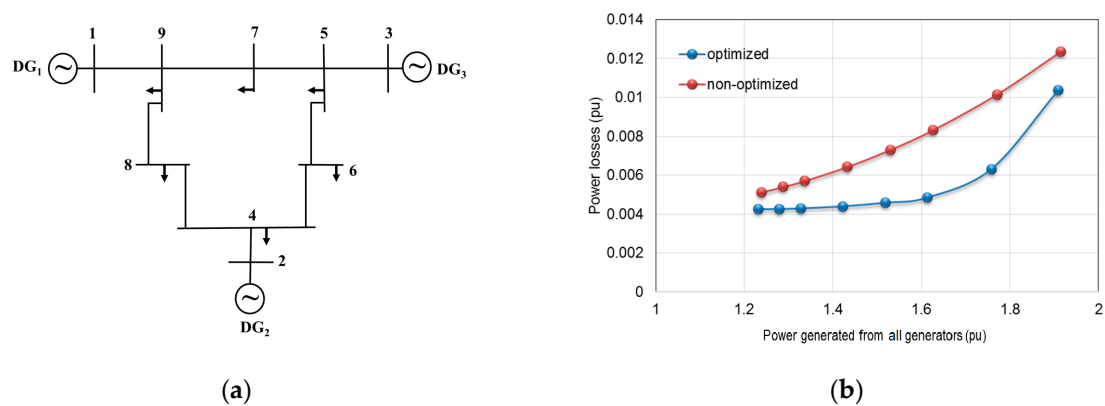 1
9
7
5
3
DG1
DG3
8
6
4
2
DG2
(a)
0.014
0.012
0.01
0.008
0.006
0.004
0.002
0
Power losses (pu)
optimized
non-optimized
1
1.2
1.4
1.6
1.8
2
Power generated from all generators (pu)
(b)